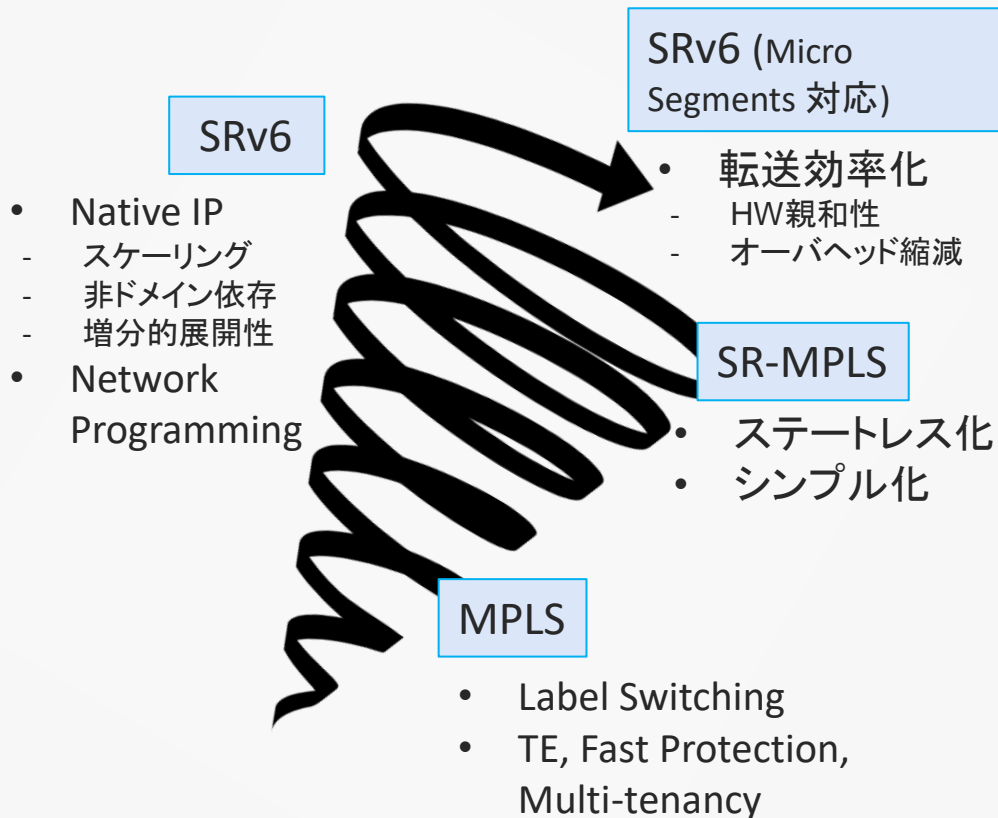 SRv6 (Micro
Segments 対応)
• 転送効率化
- HW親和性
- オーバヘッド縮減
SRv6
• Native IP
- スケーリング
- 非ドメイン依存
- 増分的展開性
• Network
Programming
SR-MPLS
• ステートレス化
• シンプル化
MPLS
• Label Switching
• TE, Fast Protection,
Multi-tenancy